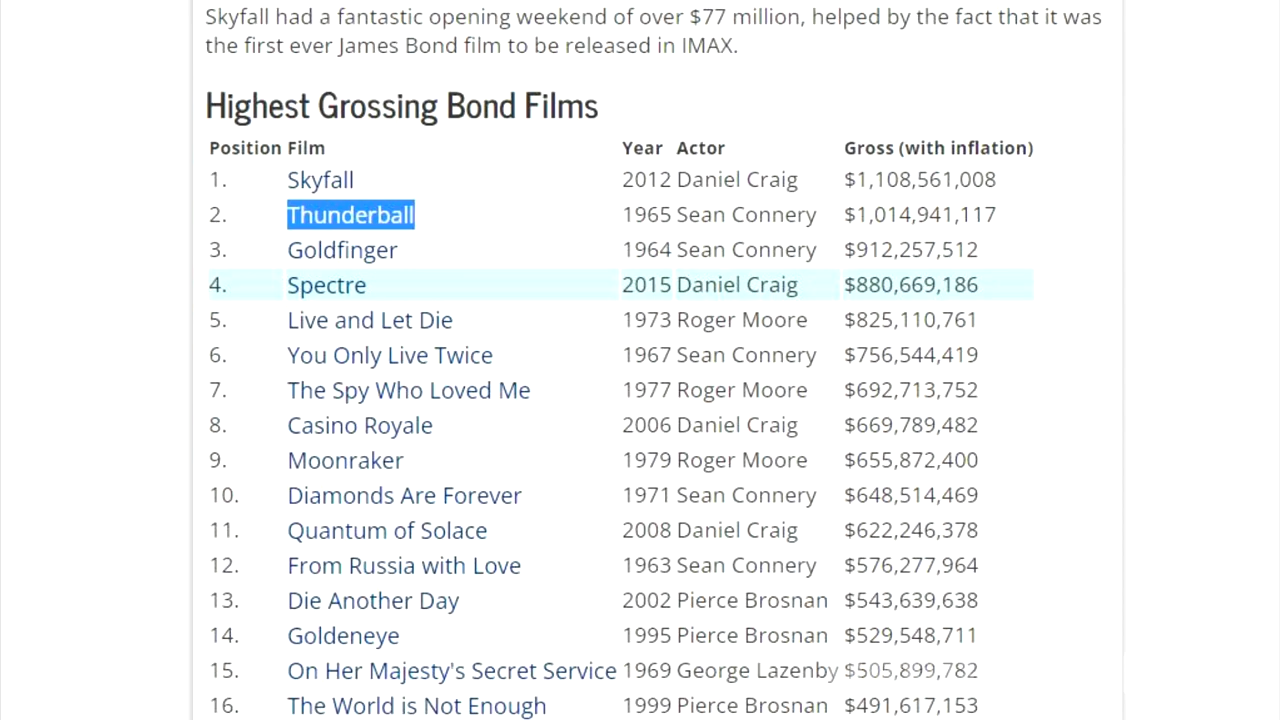 Skyfall had a fantastic opening weekend of over $77 million, helped by the fact that it was
the first ever James Bond film to be released in IMAX.
Highest Grossing Bond Films
Position Film Year Actor Gross (with inflation)
1. Skyfall 2012 Daniel Craig $1,108,561,008
2. Thunderball 1965 Sean Connery $1,014,941,117
3. Goldfinger 1964 Sean Connery $912,257,512
4. Spectre 2015 Daniel Craig $880,669,186
5. Live and Let Die 1973 Roger Moore $825,110,761
6. You Only Live Twice 1967 Sean Connery $756,544,419
7. The Spy Who Loved Me 1977 Roger Moore $692,713,752
8. Casino Royale 2006 Daniel Craig $669,789,482
9. Moonraker 1979 Roger Moore $655,872,400
10. Diamonds Are Forever 1971 Sean Connery $648,514,469
11. Quantum of Solace 2008 Daniel Craig $622,246,378
12. From Russia with Love 1963 Sean Connery $576,277,964
13. Die Another Day 2002 Pierce Brosnan $543,639,638
14. Goldeneye 1995 Pierce Brosnan $529,548,711
15. On Her Majesty's Secret Service 1969 George Lazenby $505,899,782
16. The World is Not Enough 1999 Pierce Brosnan $491,617,153